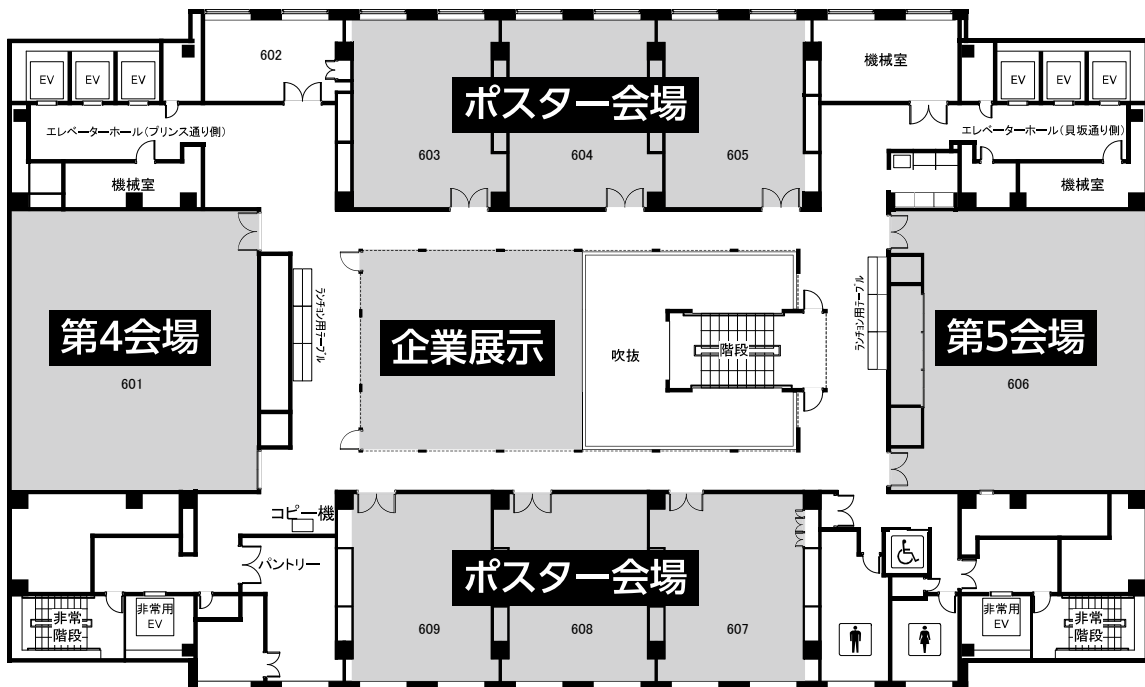 602
機械室
EV
EV
EV
EV
EV
EV
ポスター会場
エレベーターホール(プリンス通り側)
エレベーターホール(貝坂通り側)
603
604
605
機械室
機械室
ランチョン用テーブル
ランチョン用テーブル
第4会場
601
企業展示
吹抜
階段
第5会場
606
コピー機
パントリー
ポスター会場
非常
階段
非常用
EV
609
608
607
非常用
EV
非常
階段